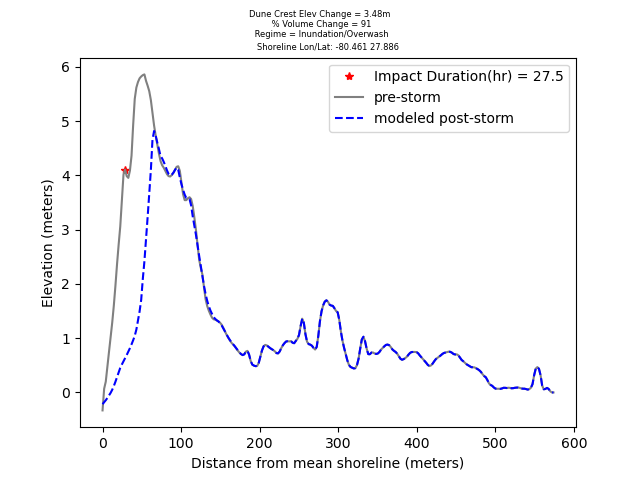 Dune Crest Elev Change = 3.48m
% Volume Change = 91
Regime = Inundation/Overwash
Shoreline Lon/Lat: -80.461 27.886
Impact Duration(hr) = 27.5
pre-storm
modeled post-storm
6
5
4
3
2
1
0
Elevation (meters)
0 100 200 300 400 500 600
Distance from mean shoreline (meters)